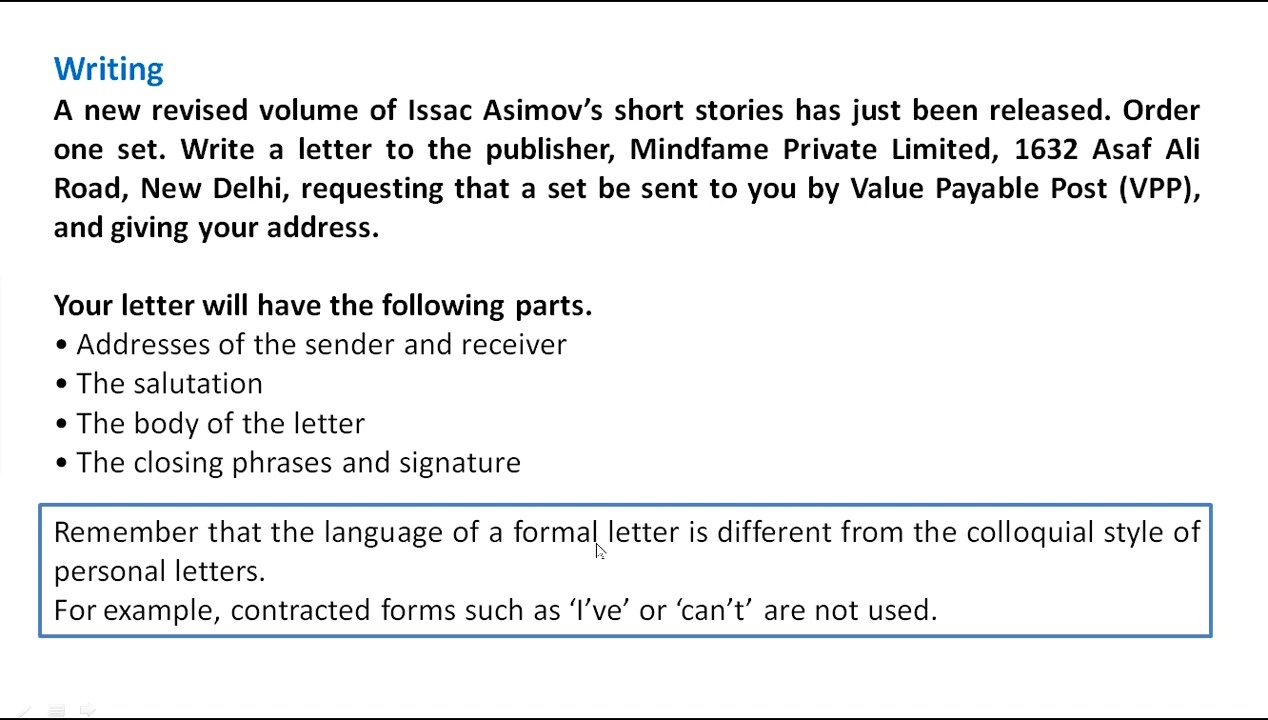 Writing
A new revised volume of Issac Asimov’s short stories has just been released. Order
one set. Write a letter to the publisher, Mindfame Private Limited, 1632 Asaf Ali
Road, New Delhi, requesting that a set be sent to you by Value Payable Post (VPP),
and giving your address.
Your letter will have the following parts.
• Addresses of the sender and receiver
• The salutation
• The body of the letter
• The closing phrases and signature
Remember that the language of a formal letter is different from the colloquial style of
personal letters.
For example, contracted forms such as ‘I’ve’ or ‘can’t’ are not used.